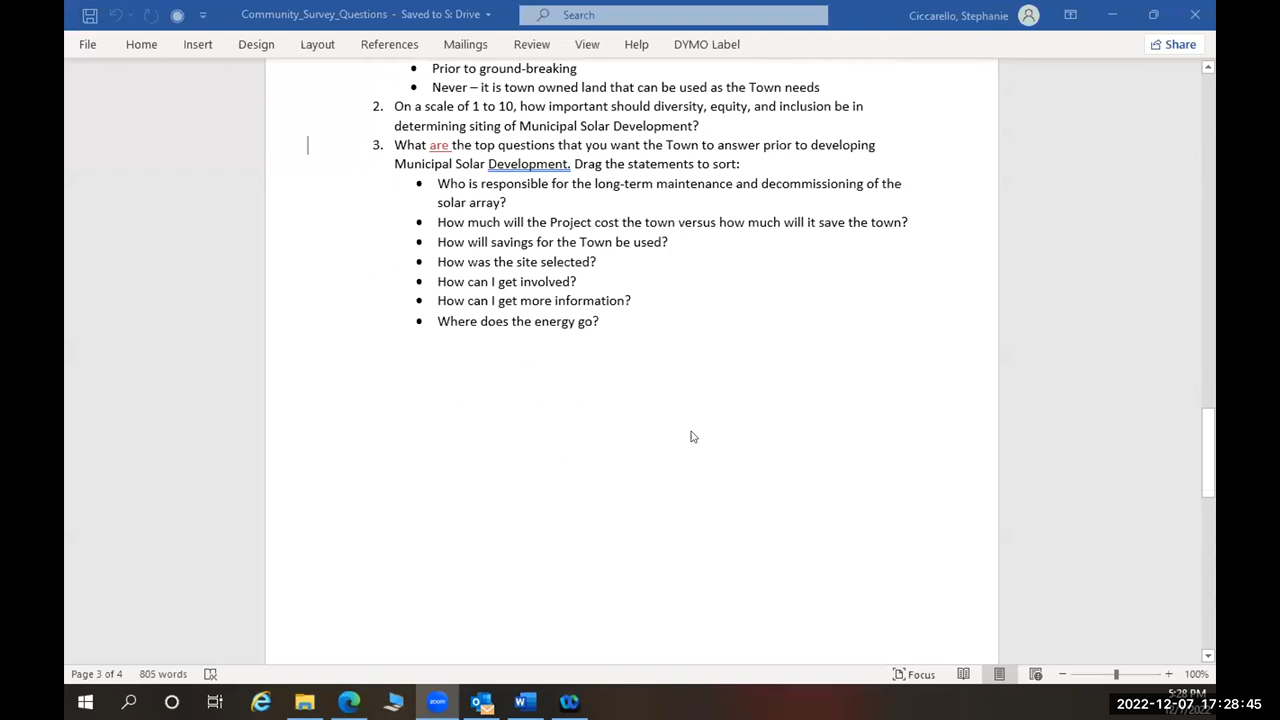 Community_Survey_Questions - Saved to S: Drive
Search
Ciccarello, Stephanie
File Home Insert Design Layout References Mailings Review View Help DYMO Label Share
• Prior to ground-breaking
• Never – it is town owned land that can be used as the Town needs
2. On a scale of 1 to 10, how important should diversity, equity, and inclusion be in
determining siting of Municipal Solar Development?
3. What are the top questions that you want the Town to answer prior to developing
Municipal Solar Development. Drag the statements to sort:
• Who is responsible for the long-term maintenance and decommissioning of the
solar array?
• How much will the Project cost the town versus how much will it save the town?
• How will savings for the Town be used?
• How was the site selected?
• How can I get involved?
• How can I get more information?
• Where does the energy go?
Page 3 of 4 805 words Focus 100%
zoom
5:28 PM
2022-12-07 17:28:45